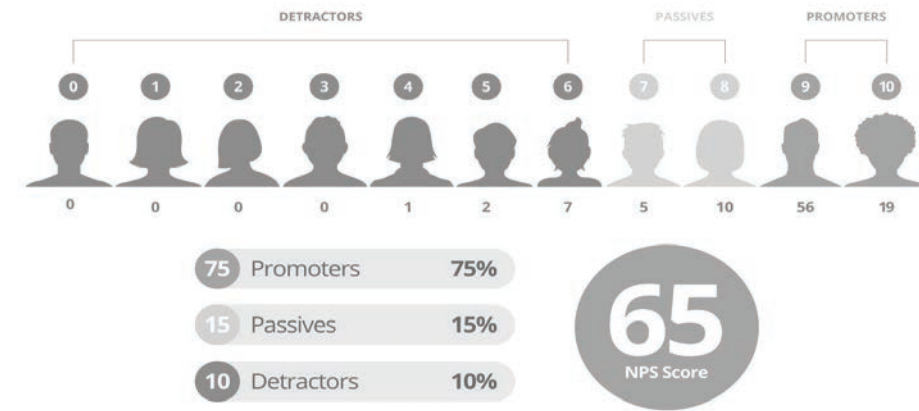 DETRACTORS PASSIVES PROMOTERS
0 1 2 3 4 5 6 7 8 9 10
0 0 0 0 1 2 7 5 10 56 19
75 Promoters 75%
15 Passives 15%
10 Detractors 10%
65
NPS Score